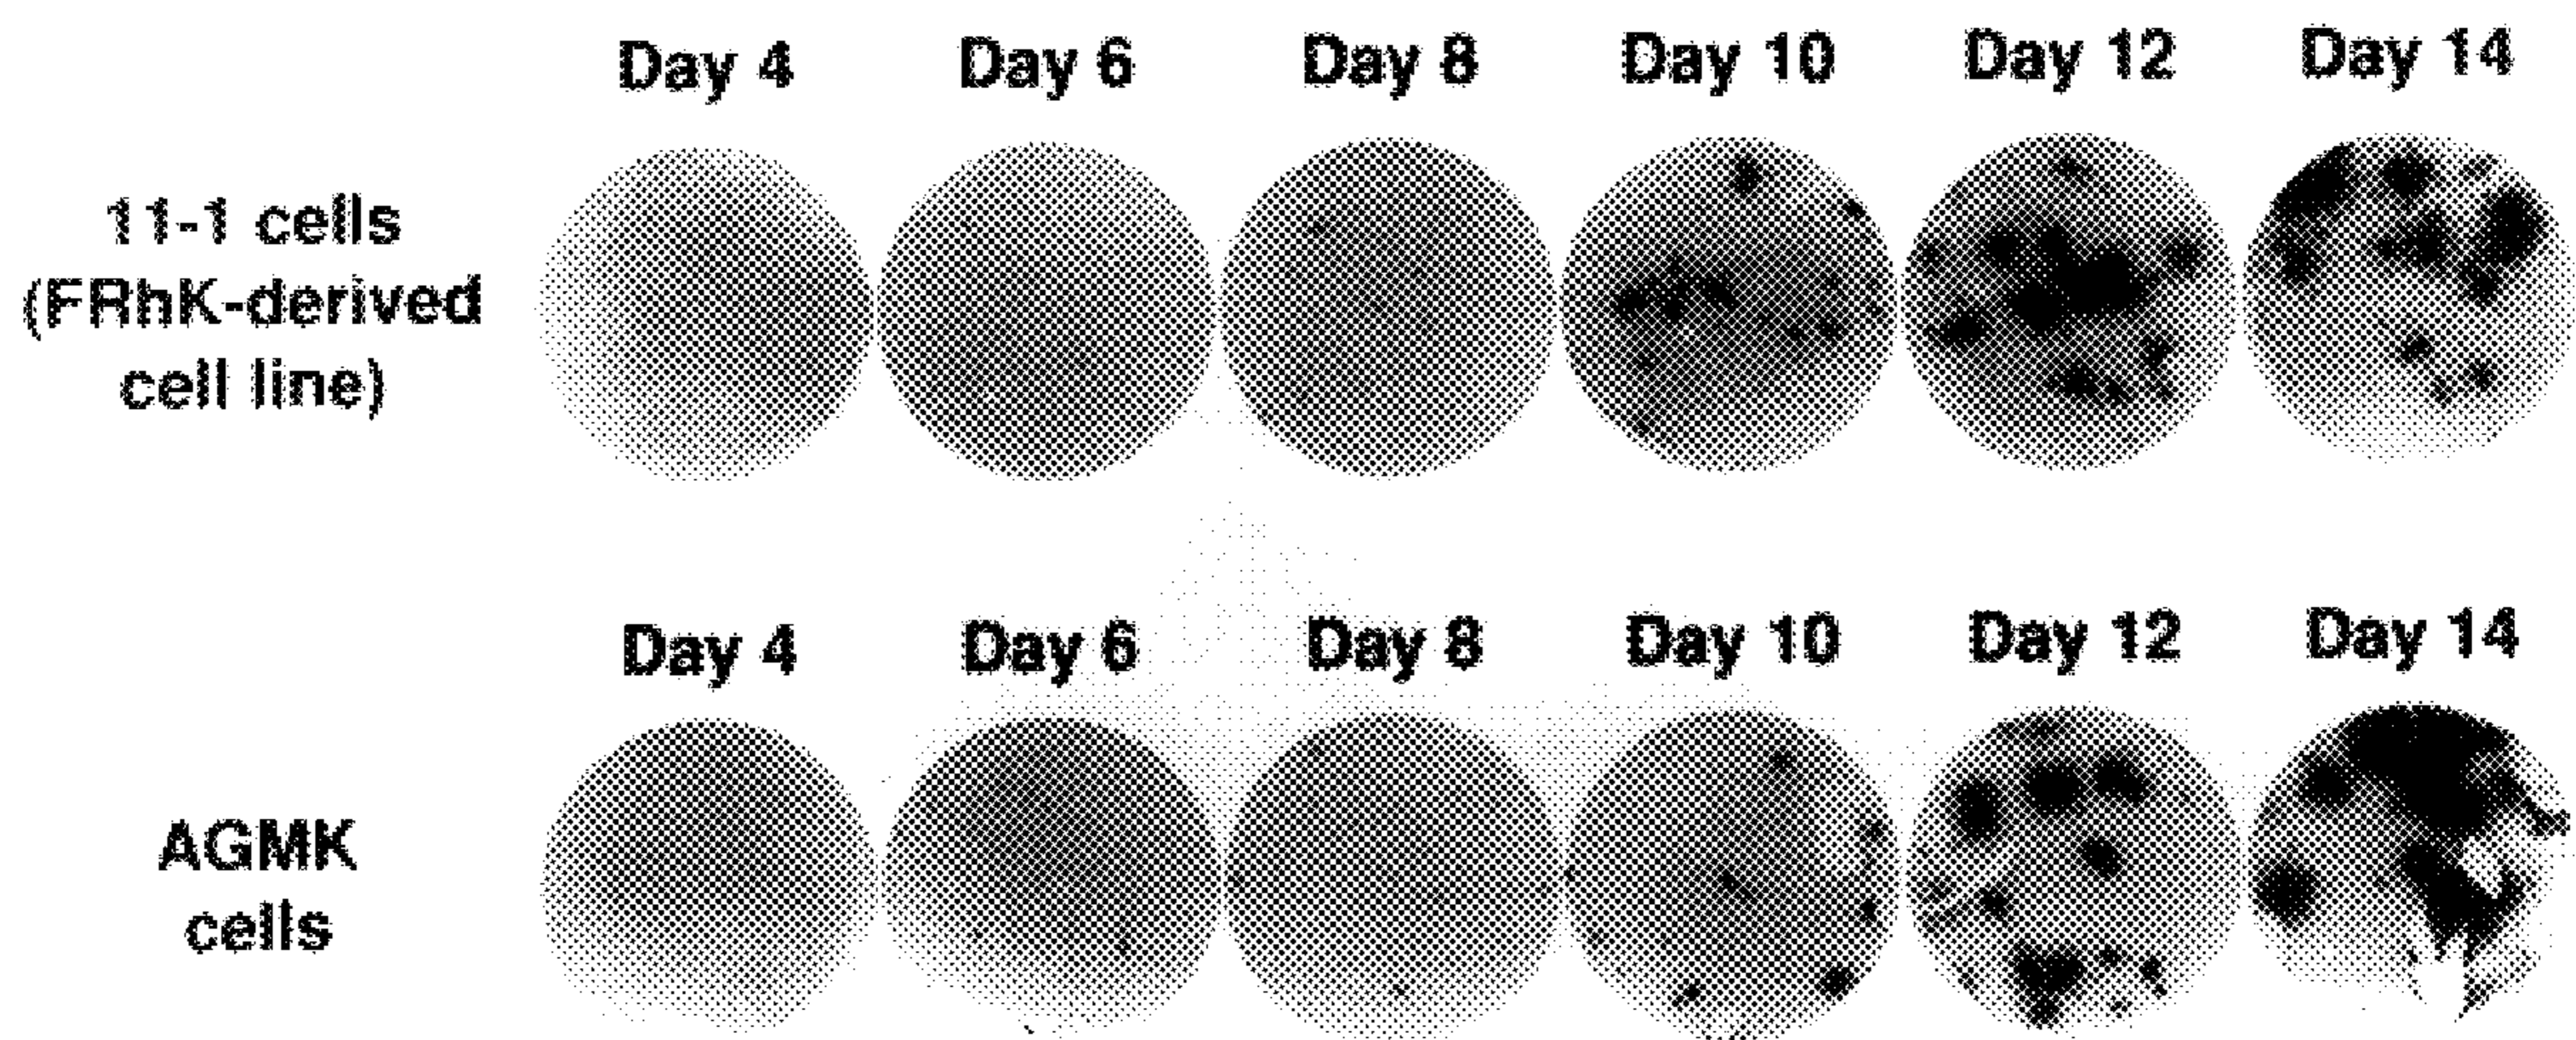 Day 4 Day 6 Day 8 Day 10 Day 12 Day 14
11-1 cells
(FRhK-derived
cell line)
Day 4 Day 6 Day 8 Day 10 Day 12 Day 14
AGMK
cells